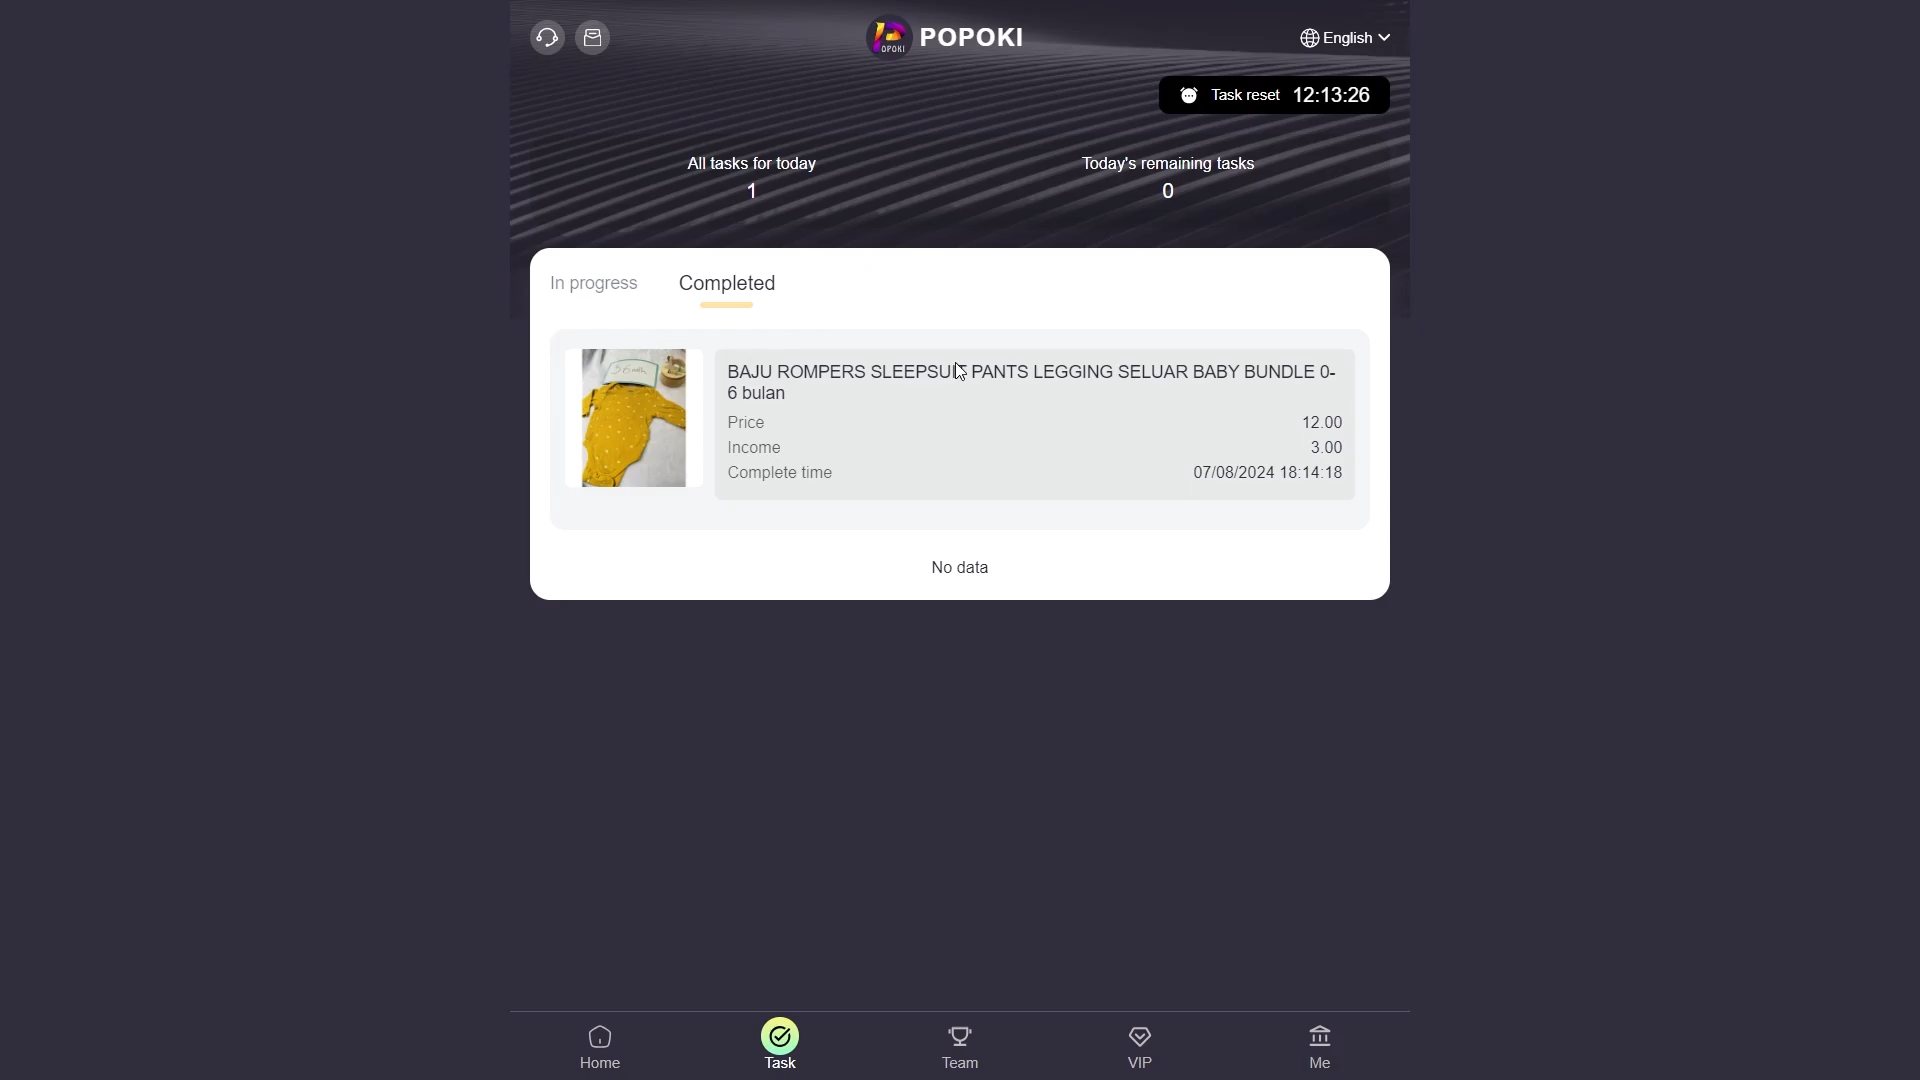 OPOKI
POPOKI
English
Task reset 12:13:26
All tasks for today
1
Today's remaining tasks
0
In progress
Completed
BAJU ROMPERS SLEEPSUIT PANTS LEGGING SELUAR BABY BUNDLE 0-
6 bulan
Price 12.00
Income 3.00
Complete time 07/08/2024 18:14:18
No data
Home
Task
Team
VIP
Me